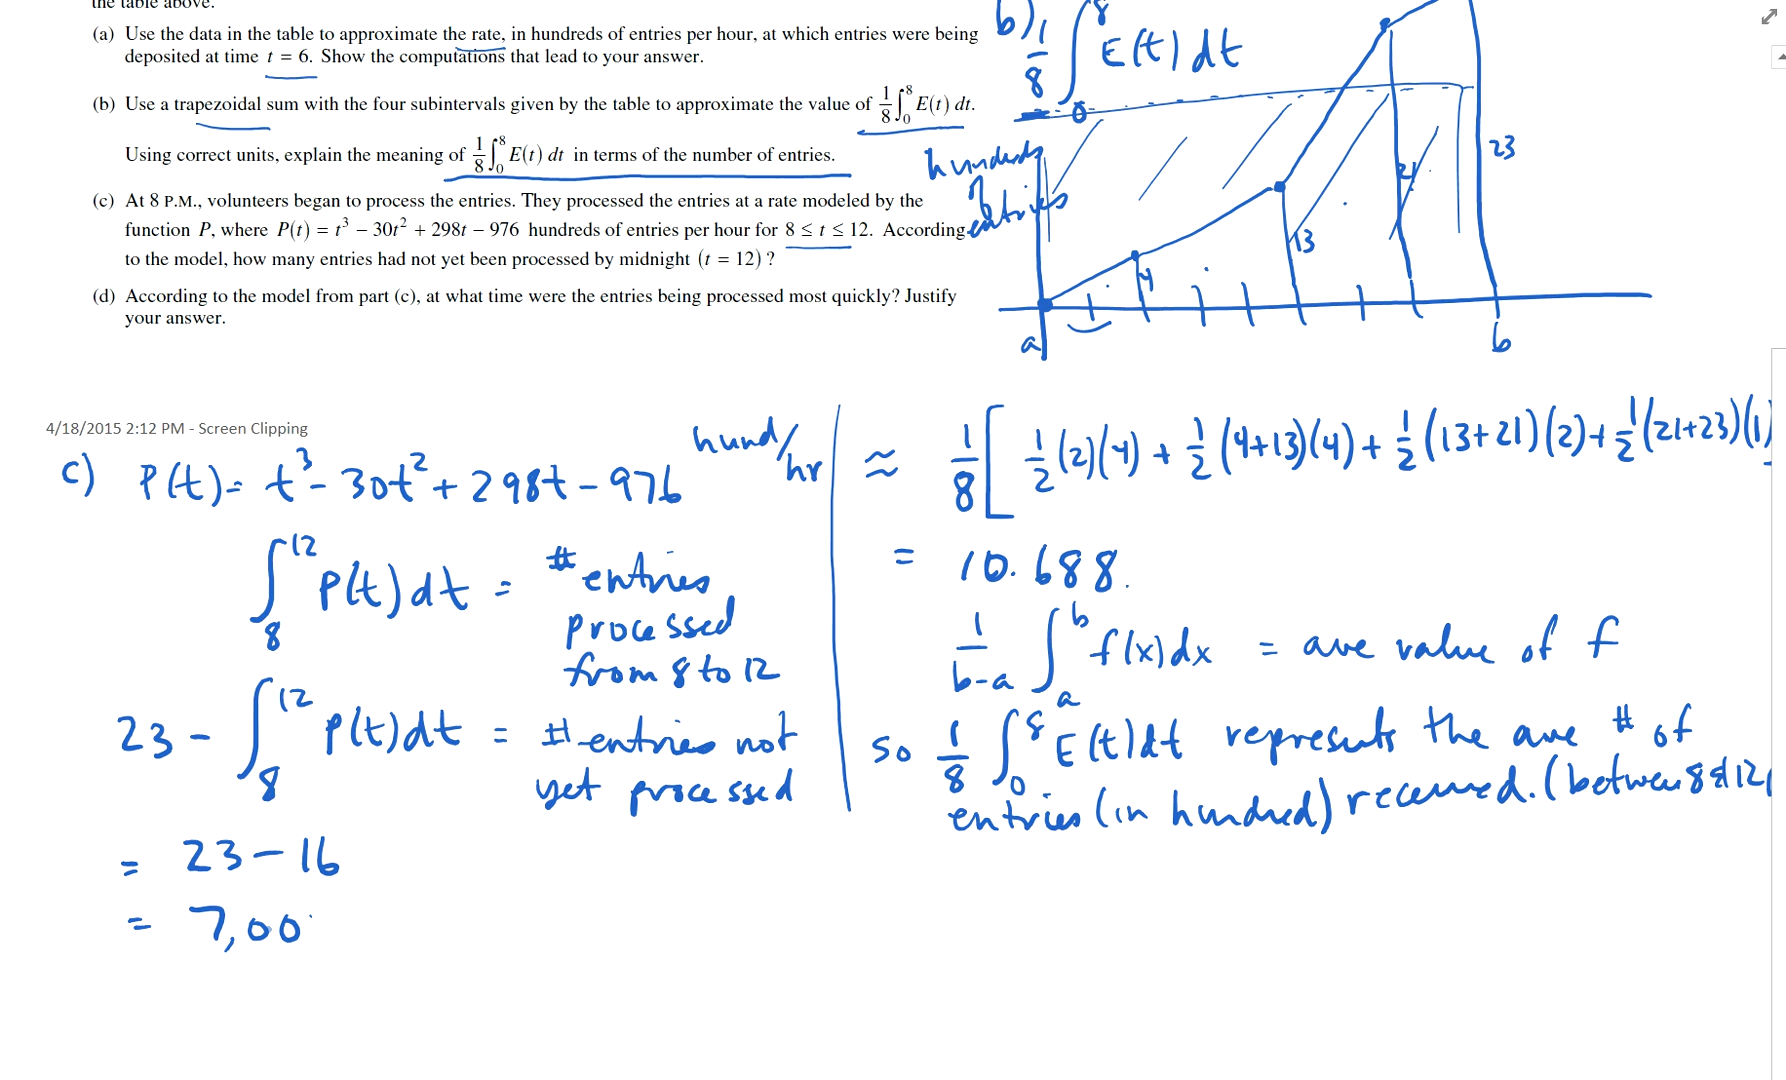 the table above.
(a) Use the data in the table to approximate the rate, in hundreds of entries per hour, at which entries were being
deposited at time t = 6. Show the computations that lead to your answer.
(b) Use a trapezoidal sum with the four subintervals given by the table to approximate the value of 1/8 ∫₀⁸ E(t) dt.
Using correct units, explain the meaning of 1/8 ∫₀⁸ E(t) dt in terms of the number of entries.
(c) At 8 P.M., volunteers began to process the entries. They processed the entries at a rate modeled by the
function P, where P(t) = t³ − 30t² + 298t − 976 hundreds of entries per hour for 8 ≤ t ≤ 12. According
to the model, how many entries had not yet been processed by midnight (t = 12) ?
(d) According to the model from part (c), at what time were the entries being processed most quickly? Justify
your answer.
b) 1/8 ∫₀⁸ E(t) dt
hundreds
of
entries
4
13
21
23
a
b
4/18/2015 2:12 PM - Screen Clipping
c) P(t) = t³ − 30t² + 298t − 976 hund/hr
∫₈¹² P(t) dt = # entries
processed
from 8 to 12
23 − ∫₈¹² P(t) dt = # entries not
yet processed
= 23 − 16
= 7,00
≈ 1/8 [ 1/2 (2)(4) + 1/2 (4+13)(4) + 1/2 (13+21)(2) + 1/2 (21+23)(1)
= 10.688.
1/(b−a) ∫ₐᵇ f(x) dx = ave value of f
so 1/8 ∫₀⁸ E(t) dt represents the ave # of
entries (in hundred) received. (between 8 & 12